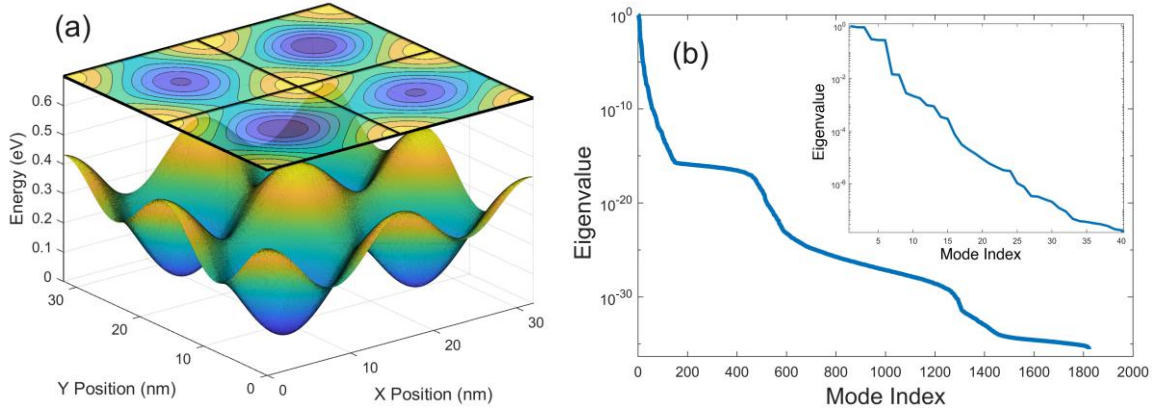 (a)
Energy (eV)
0.6
0.5
0.4
0.3
0.2
0.1
0
30
20
10
0
Y Position (nm)
0
10
20
30
X Position (nm)
(b)
Eigenvalue
10^0
10^-10
10^-20
10^-30
0 200 400 600 800 1000 1200 1400 1600 1800 2000
Mode Index
Eigenvalue
10^0
10^-2
10^-4
10^-6
5 10 15 20 25 30 35 40
Mode Index